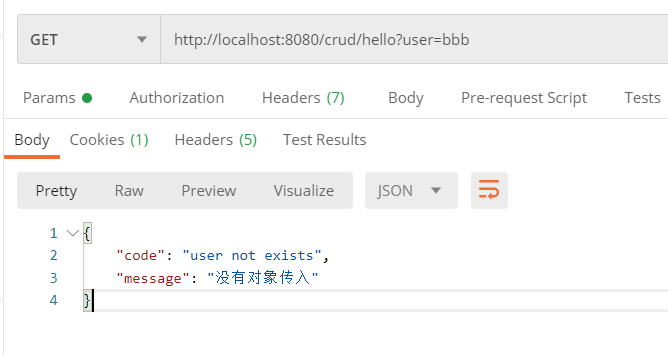 GET http://localhost:8080/crud/hello?user=bbb
Params Authorization Headers (7) Body Pre-request Script Tests
Body Cookies (1) Headers (5) Test Results
Pretty Raw Preview Visualize JSON
1 {
2 "code": "user not exists",
3 "message": "没有对象传入"
4 }